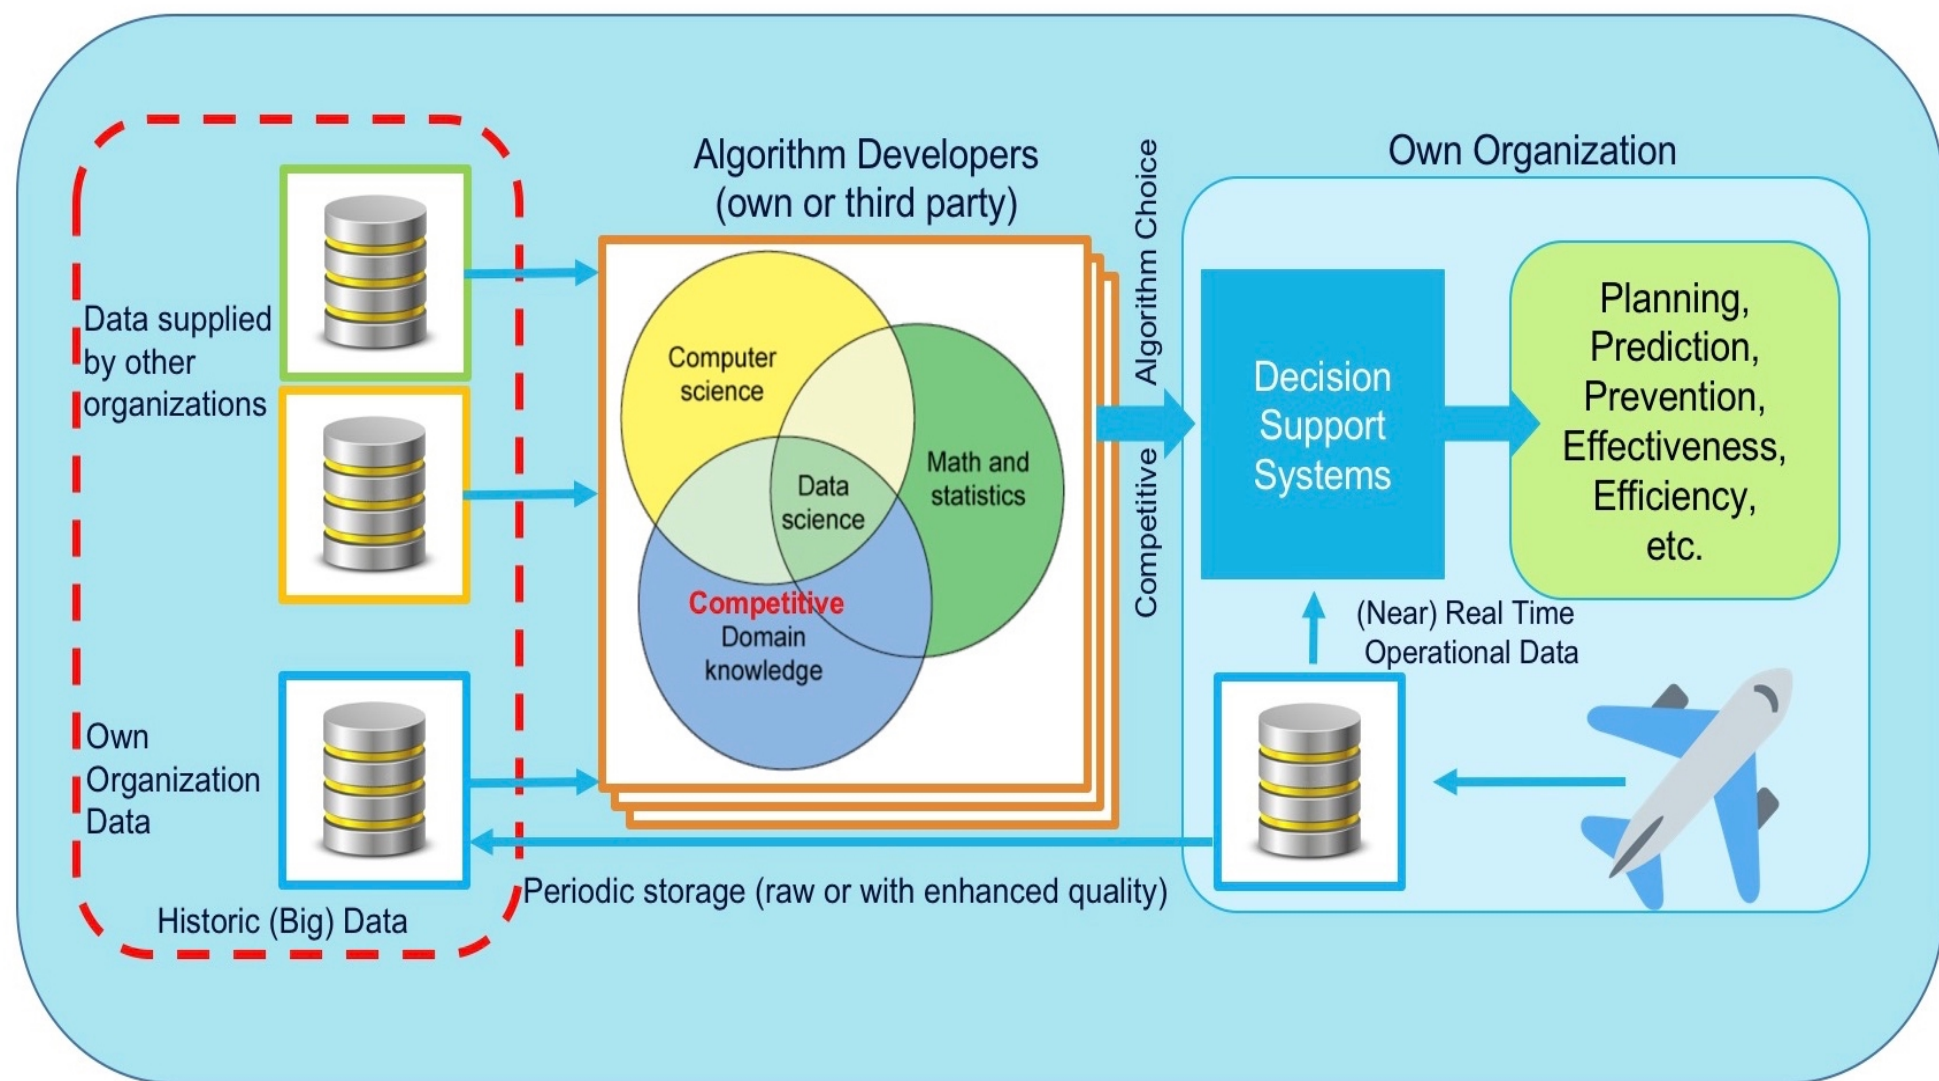 Data supplied
by other
organizations
Own
Organization
Data
Historic (Big) Data
Algorithm Developers
(own or third party)
Computer
science
Math and
statistics
Data
science
Competitive
Domain
knowledge
Periodic storage (raw or with enhanced quality)
Competitive Algorithm Choice
Own Organization
Decision
Support
Systems
Planning,
Prediction,
Prevention,
Effectiveness,
Efficiency,
etc.
(Near) Real Time
Operational Data